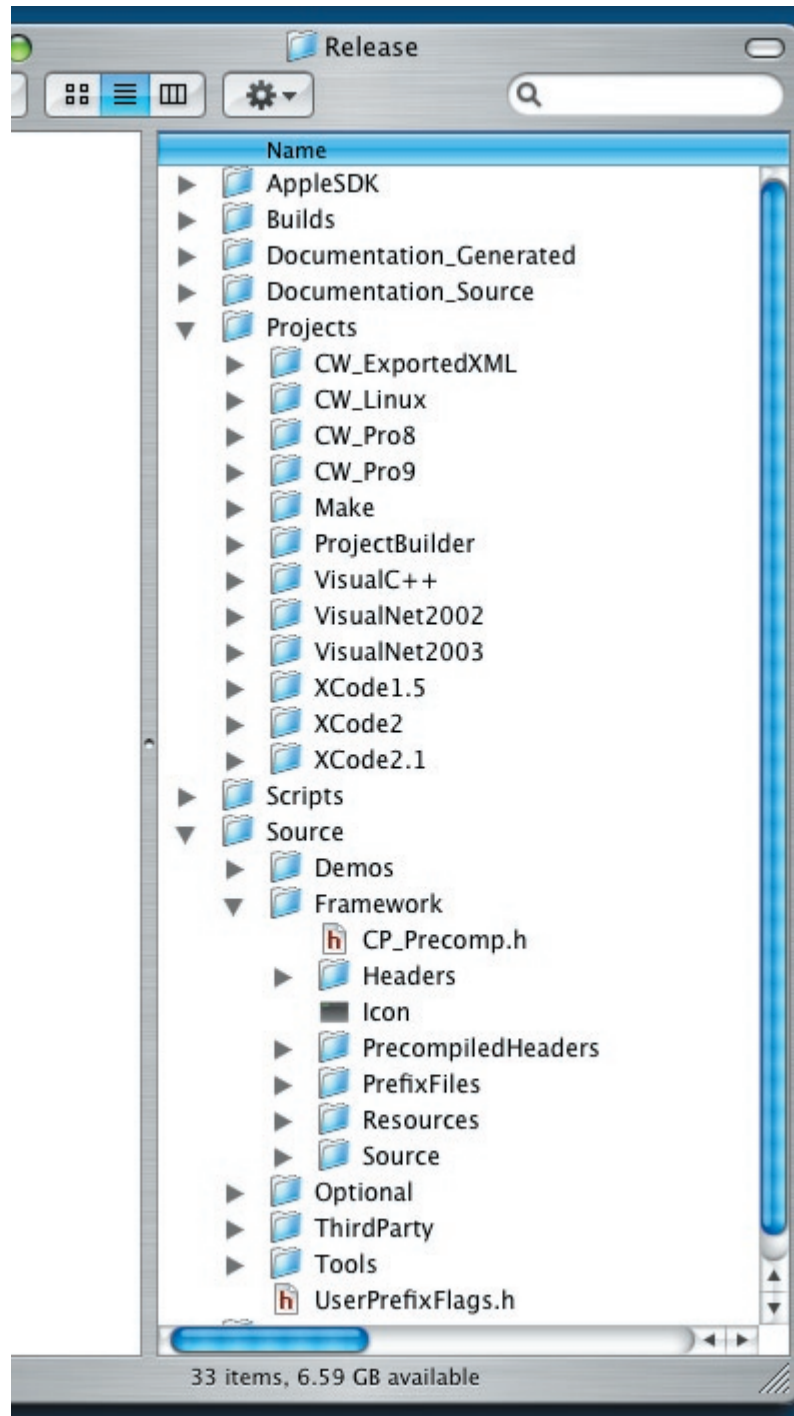 Release
Name
AppleSDK
Builds
Documentation_Generated
Documentation_Source
Projects
CW_ExportedXML
CW_Linux
CW_Pro8
CW_Pro9
Make
ProjectBuilder
VisualC++
VisualNet2002
VisualNet2003
XCode1.5
XCode2
XCode2.1
Scripts
Source
Demos
Framework
h CP_Precomp.h
Headers
Icon
PrecompiledHeaders
PrefixFiles
Resources
Source
Optional
ThirdParty
Tools
h UserPrefixFlags.h
33 items, 6.59 GB available